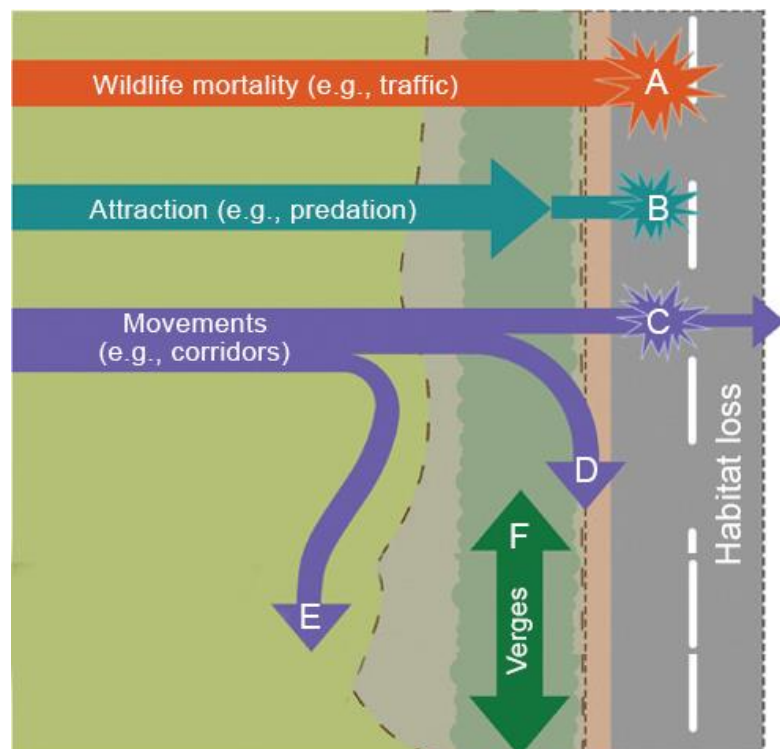 Wildlife mortality (e.g., traffic)
A
Attraction (e.g., predation)
B
Movements
(e.g., corridors)
C
D
E
F
Verges
Habitat loss